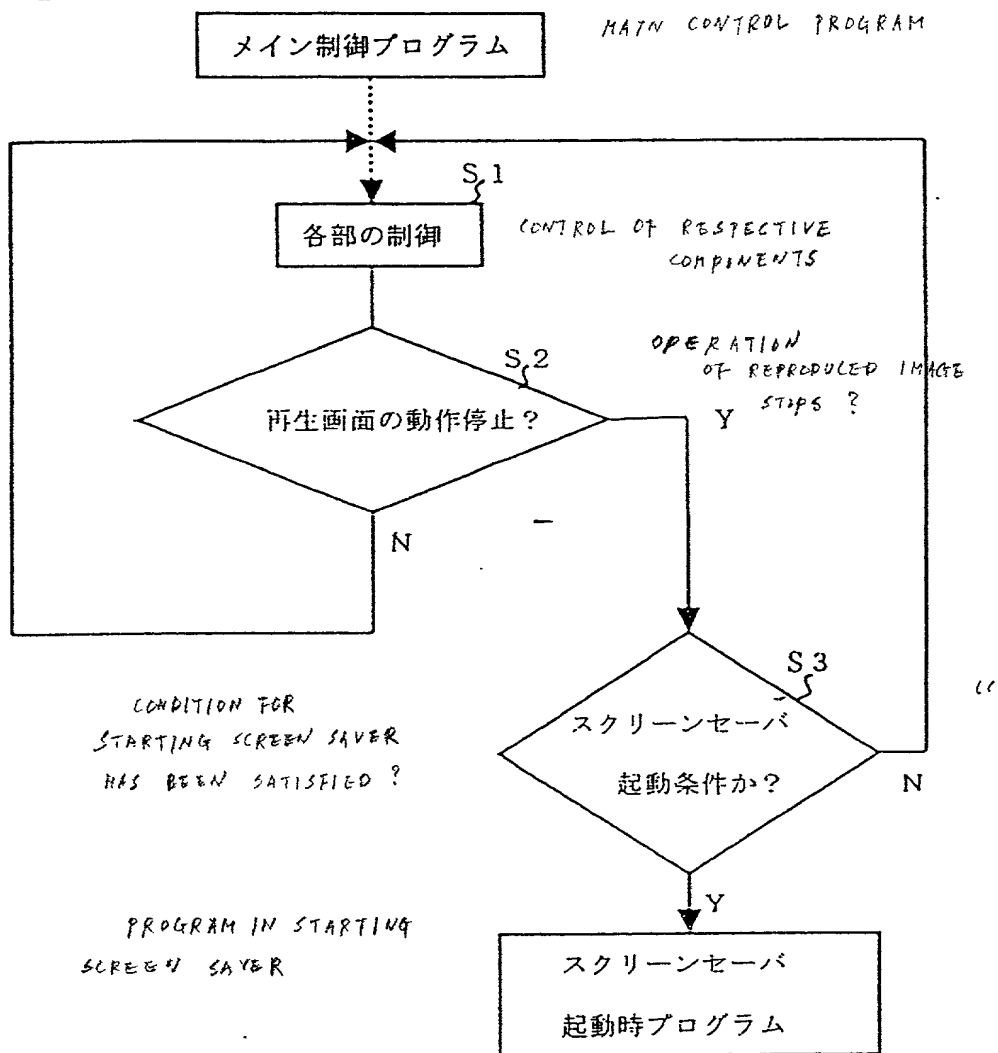 メイン制御プログラム
MAIN CONTROL PROGRAM
S1
各部の制御
CONTROL OF RESPECTIVE
COMPONENTS
S2
再生画面の動作停止?
OPERATION
OF REPRODUCED IMAGE
STOPS ?
Y
N
S3
スクリーンセーバ
起動条件か?
CONDITION FOR
STARTING SCREEN SAVER
HAS BEEN SATISFIED ?
N
Y
PROGRAM IN STARTING
SCREEN SAVER
スクリーンセーバ
起動時プログラム